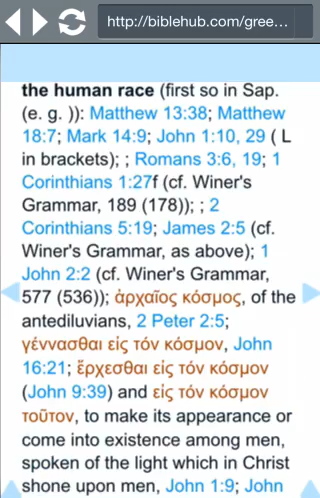 http://biblehub.com/gree...
the human race (first so in Sap.
(e. g. )): Matthew 13:38; Matthew
18:7; Mark 14:9; John 1:10, 29 ( L
in brackets); ; Romans 3:6, 19; 1
Corinthians 1:27f (cf. Winer's
Grammar, 189 (178)); ; 2
Corinthians 5:19; James 2:5 (cf.
Winer's Grammar, as above); 1
John 2:2 (cf. Winer's Grammar,
577 (536)); ἀρχαῖος κόσμος, of the
antediluvians, 2 Peter 2:5;
γέννασθαι εἰς τόν κόσμον, John
16:21; ἔρχεσθαι εἰς τόν κόσμον
(John 9:39) and εἰς τόν κόσμον
τοῦτον, to make its appearance or
come into existence among men,
spoken of the light which in Christ
shone upon men, John 1:9; John